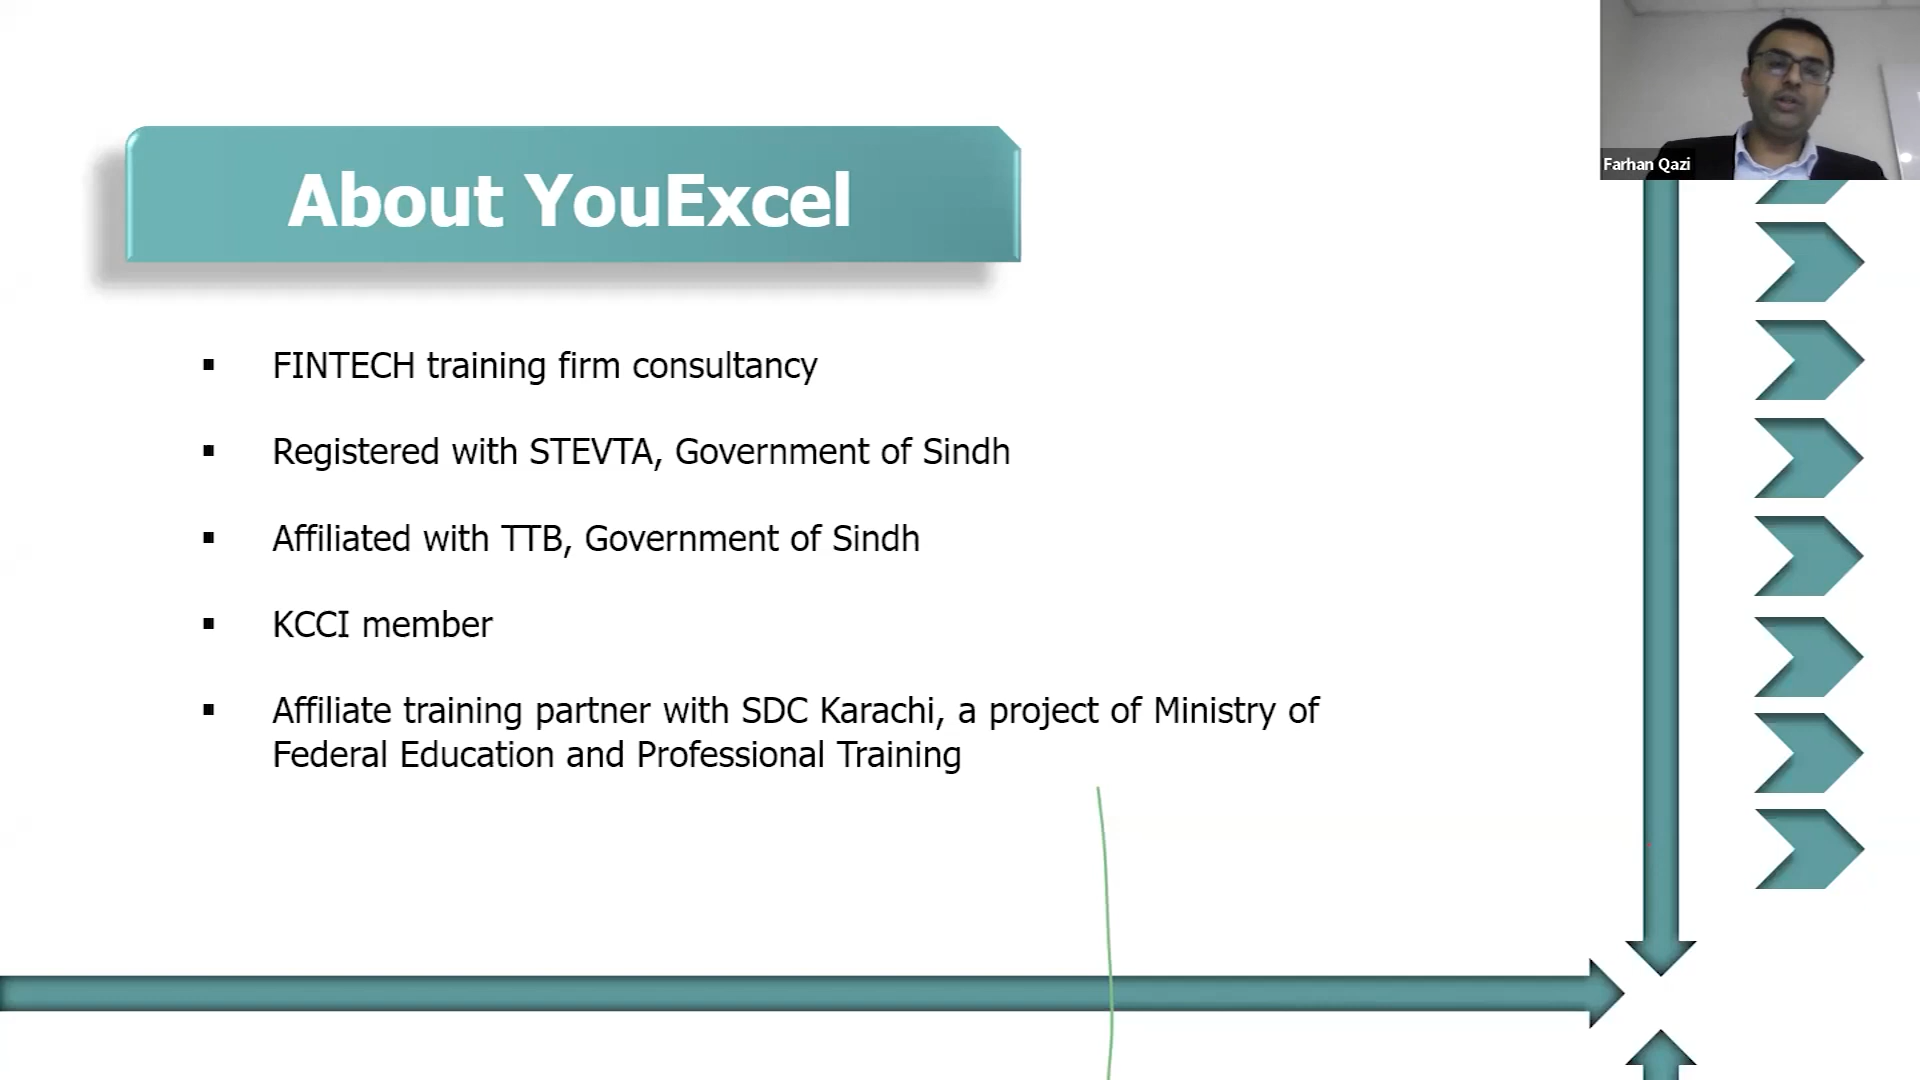 Farhan Qazi
About YouExcel
▪ FINTECH training firm consultancy
▪ Registered with STEVTA, Government of Sindh
▪ Affiliated with TTB, Government of Sindh
▪ KCCI member
▪ Affiliate training partner with SDC Karachi, a project of Ministry of
Federal Education and Professional Training